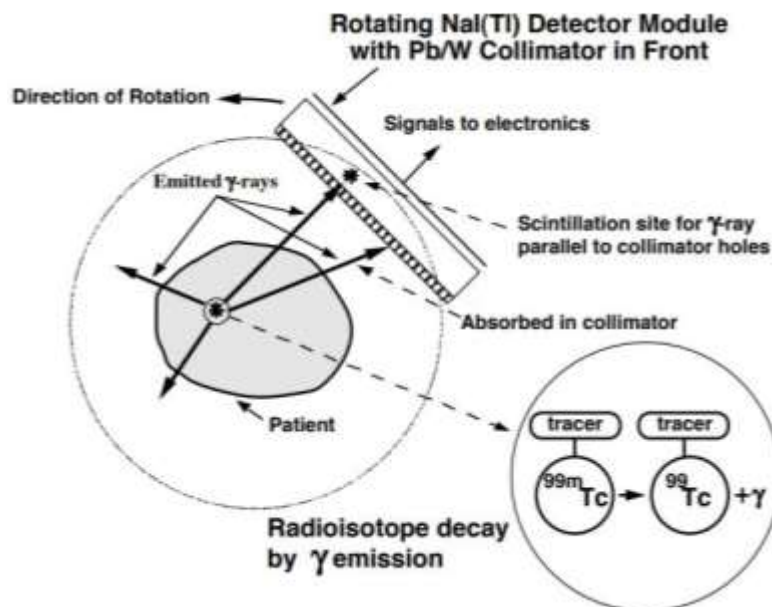 Rotating NaI(Tl) Detector Module
with Pb/W Collimator in Front
Direction of Rotation
Signals to electronics
Emitted γ-rays
Scintillation site for γ-ray
parallel to collimator holes
Absorbed in collimator
Patient
tracer tracer
99mTc 99Tc +γ
Radioisotope decay
by γ emission